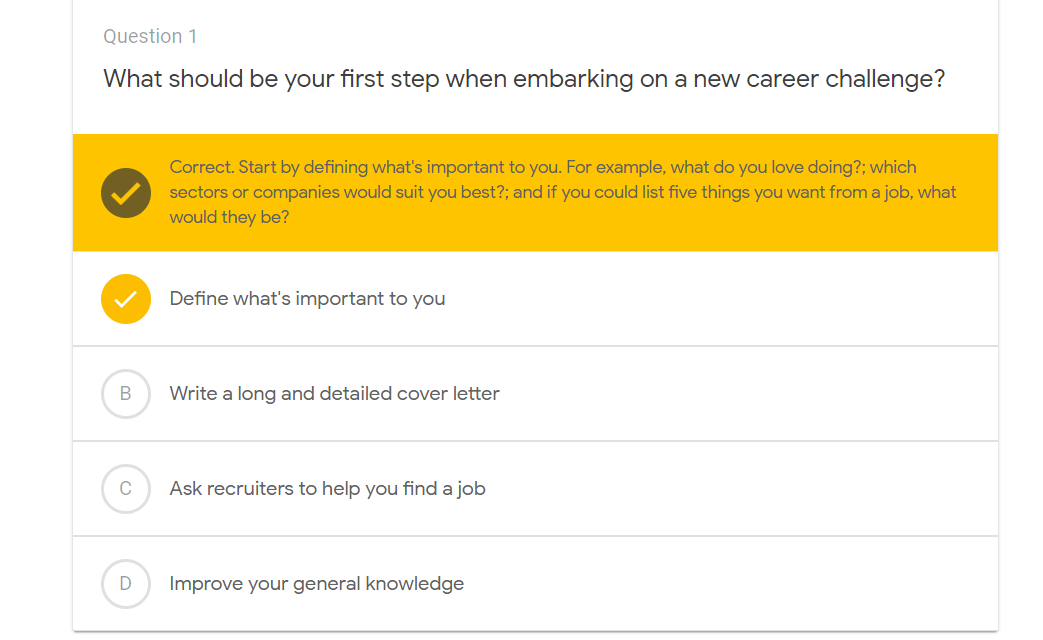 Question 1
What should be your first step when embarking on a new career challenge?
Correct. Start by defining what's important to you. For example, what do you love doing?; which
sectors or companies would suit you best?; and if you could list five things you want from a job, what
would they be?
Define what's important to you
B
Write a long and detailed cover letter
C
Ask recruiters to help you find a job
D
Improve your general knowledge